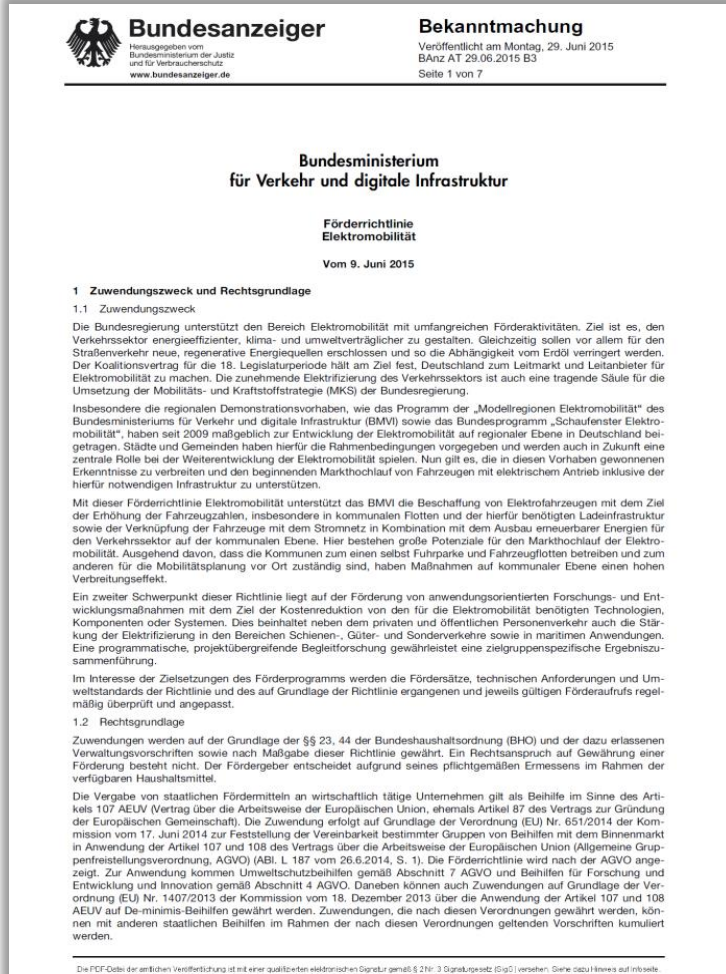 Bundesanzeiger
Herausgegeben vom
Bundesministerium der Justiz
und für Verbraucherschutz
www.bundesanzeiger.de
Bekanntmachung
Veröffentlicht am Montag, 29. Juni 2015
BAnz AT 29.06.2015 B3
Seite 1 von 7
Bundesministerium
für Verkehr und digitale Infrastruktur
Förderrichtlinie
Elektromobilität
Vom 9. Juni 2015
1 Zuwendungszweck und Rechtsgrundlage
1.1 Zuwendungszweck
Die Bundesregierung unterstützt den Bereich Elektromobilität mit umfangreichen Förderaktivitäten. Ziel ist es, den
Verkehrssektor energieeffizienter, klima- und umweltverträglicher zu gestalten. Gleichzeitig sollen vor allem für den
Straßenverkehr neue, regenerative Energiequellen erschlossen und so die Abhängigkeit vom Erdöl verringert werden.
Der Koalitionsvertrag für die 18. Legislaturperiode hält am Ziel fest, Deutschland zum Leitmarkt und Leitanbieter für
Elektromobilität zu machen. Die zunehmende Elektrifizierung des Verkehrssektors ist auch eine tragende Säule für die
Umsetzung der Mobilitäts- und Kraftstoffstrategie (MKS) der Bundesregierung.
Insbesondere die regionalen Demonstrationsvorhaben, wie das Programm der „Modellregionen Elektromobilität“ des
Bundesministeriums für Verkehr und digitale Infrastruktur (BMVI) sowie das Bundesprogramm „Schaufenster Elektro-
mobilität“, haben seit 2009 maßgeblich zur Entwicklung der Elektromobilität auf regionaler Ebene in Deutschland bei-
getragen. Städte und Gemeinden haben hierfür die Rahmenbedingungen vorgegeben und werden auch in Zukunft eine
zentrale Rolle bei der Weiterentwicklung der Elektromobilität spielen. Nun gilt es, die in diesen Vorhaben gewonnenen
Erkenntnisse zu verbreiten und den beginnenden Markthochlauf von Fahrzeugen mit elektrischem Antrieb inklusive der
hierfür notwendigen Infrastruktur zu unterstützen.
Mit dieser Förderrichtlinie Elektromobilität unterstützt das BMVI die Beschaffung von Elektrofahrzeugen mit dem Ziel
der Erhöhung der Fahrzeugzahlen, insbesondere in kommunalen Flotten und der hierfür benötigten Ladeinfrastruktur
sowie der Verknüpfung der Fahrzeuge mit dem Stromnetz in Kombination mit dem Ausbau erneuerbarer Energien für
den Verkehrssektor auf der kommunalen Ebene. Hier bestehen große Potenziale für den Markthochlauf der Elektro-
mobilität. Ausgehend davon, dass die Kommunen zum einen selbst Fuhrparke und Fahrzeugflotten betreiben und zum
anderen für die Mobilitätsplanung vor Ort zuständig sind, haben Maßnahmen auf kommunaler Ebene einen hohen
Verbreitungseffekt.
Ein zweiter Schwerpunkt dieser Richtlinie liegt auf der Förderung von anwendungsorientierten Forschungs- und Ent-
wicklungsmaßnahmen mit dem Ziel der Kostenreduktion von den für die Elektromobilität benötigten Technologien,
Komponenten oder Systemen. Dies beinhaltet neben dem privaten und öffentlichen Personenverkehr auch die Stär-
kung der Elektrifizierung in den Bereichen Schienen-, Güter- und Sonderverkehre sowie in maritimen Anwendungen.
Eine programmatische, projektübergreifende Begleitforschung gewährleistet eine zielgruppenspezifische Ergebniszu-
sammenführung.
Im Interesse der Zielsetzungen des Förderprogramms werden die Fördersätze, technischen Anforderungen und Um-
weltstandards der Richtlinie und des auf Grundlage der Richtlinie ergangenen und jeweils gültigen Förderaufrufs regel-
mäßig überprüft und angepasst.
1.2 Rechtsgrundlage
Zuwendungen werden auf der Grundlage der §§ 23, 44 der Bundeshaushaltsordnung (BHO) und der dazu erlassenen
Verwaltungsvorschriften sowie nach Maßgabe dieser Richtlinie gewährt. Ein Rechtsanspruch auf Gewährung einer
Förderung besteht nicht. Der Fördergeber entscheidet aufgrund seines pflichtgemäßen Ermessens im Rahmen der
verfügbaren Haushaltsmittel.
Die Vergabe von staatlichen Fördermitteln an wirtschaftlich tätige Unternehmen gilt als Beihilfe im Sinne des Arti-
kels 107 AEUV (Vertrag über die Arbeitsweise der Europäischen Union, ehemals Artikel 87 des Vertrags zur Gründung
der Europäischen Gemeinschaft). Die Zuwendung erfolgt auf Grundlage der Verordnung (EU) Nr. 651/2014 der Kom-
mission vom 17. Juni 2014 zur Feststellung der Vereinbarkeit bestimmter Gruppen von Beihilfen mit dem Binnenmarkt
in Anwendung der Artikel 107 und 108 des Vertrags über die Arbeitsweise der Europäischen Union (Allgemeine Grup-
penfreistellungsverordnung, AGVO) (ABl. L 187 vom 26.6.2014, S. 1). Die Förderrichtlinie wird nach der AGVO ange-
zeigt. Zur Anwendung kommen Umweltschutzbeihilfen gemäß Abschnitt 7 AGVO und Beihilfen für Forschung und
Entwicklung und Innovation gemäß Abschnitt 4 AGVO. Daneben können auch Zuwendungen auf Grundlage der Ver-
ordnung (EU) Nr. 1407/2013 der Kommission vom 18. Dezember 2013 über die Anwendung der Artikel 107 und 108
AEUV auf De-minimis-Beihilfen gewährt werden. Zuwendungen, die nach diesen Verordnungen gewährt werden, kön-
nen mit anderen staatlichen Beihilfen im Rahmen der nach diesen Verordnungen geltenden Vorschriften kumuliert
werden.
Die PDF-Datei der amtlichen Veröffentlichung ist mit einer qualifizierten elektronischen Signatur gemäß § 2 Nr. 3 Signaturgesetz (SigG) versehen. Siehe dazu Hinweis auf Infoseite.